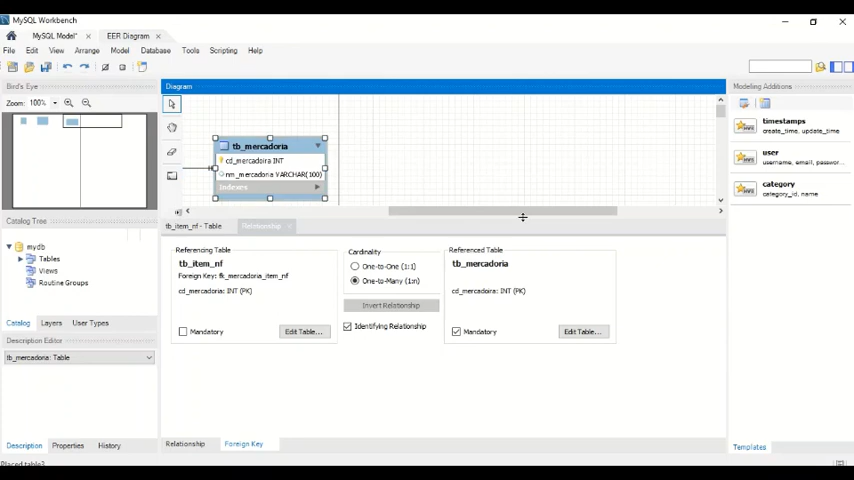 MySQL Workbench
MySQL Model* × EER Diagram ×
File Edit View Arrange Model Database Tools Scripting Help
Bird's Eye
Zoom: 100%
Diagram
Modeling Additions
timestamps
create_time, update_time
user
username, email, passwor...
category
category_id, name
tb_mercadoria
cd_mercadoira INT
nm_mercadoria VARCHAR(100)
Indexes
Catalog Tree
mydb
Tables
Views
Routine Groups
Catalog Layers User Types
tb_item_nf - Table Relationship ×
Referencing Table
tb_item_nf
Foreign Key: fk_mercadoria_item_nf
cd_mercadoria: INT (PK)
Mandatory Edit Table...
Cardinality
One-to-One (1:1)
One-to-Many (1:n)
Invert Relationship
Identifying Relationship
Referenced Table
tb_mercadoria
cd_mercadoira: INT (PK)
Mandatory Edit Table...
Description Editor
tb_mercadoria: Table
Description Properties History
Relationship Foreign Key
Templates
Placed table3